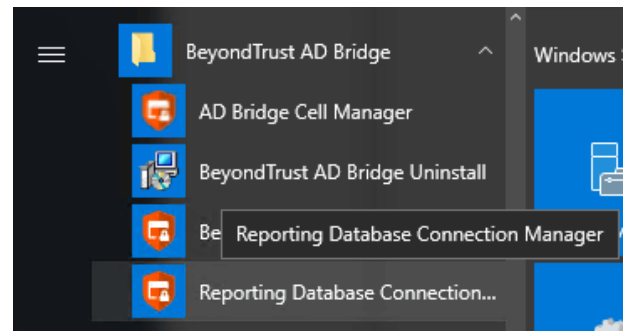 BeyondTrust AD Bridge
Windows
AD Bridge Cell Manager
BeyondTrust AD Bridge Uninstall
Be
Reporting Database Connection Manager
Reporting Database Connection...